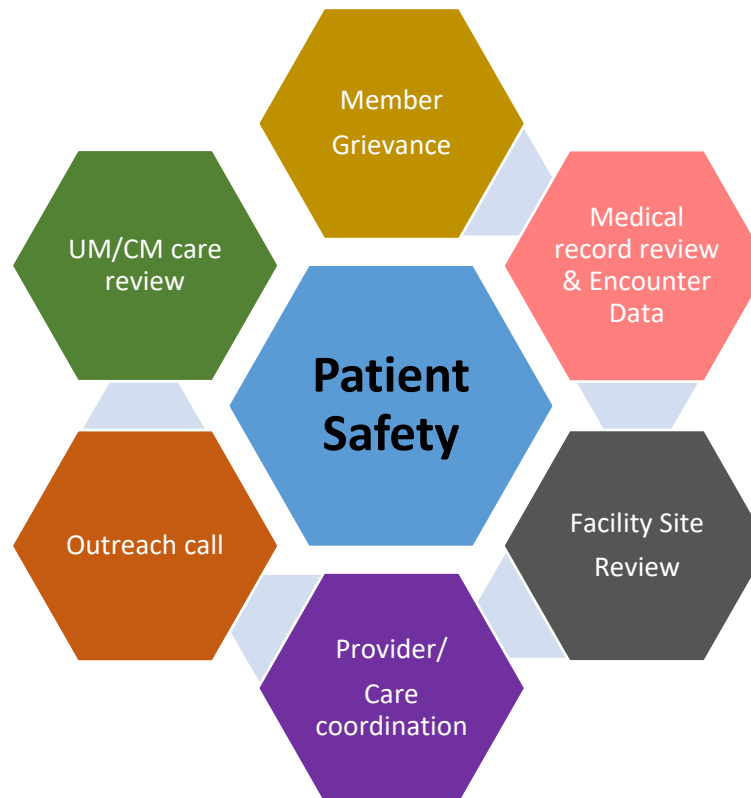 Member
Grievance
Medical
record review
& Encounter
Data
UM/CM care
review
Patient
Safety
Outreach call
Facility Site
Review
Provider/
Care
coordination